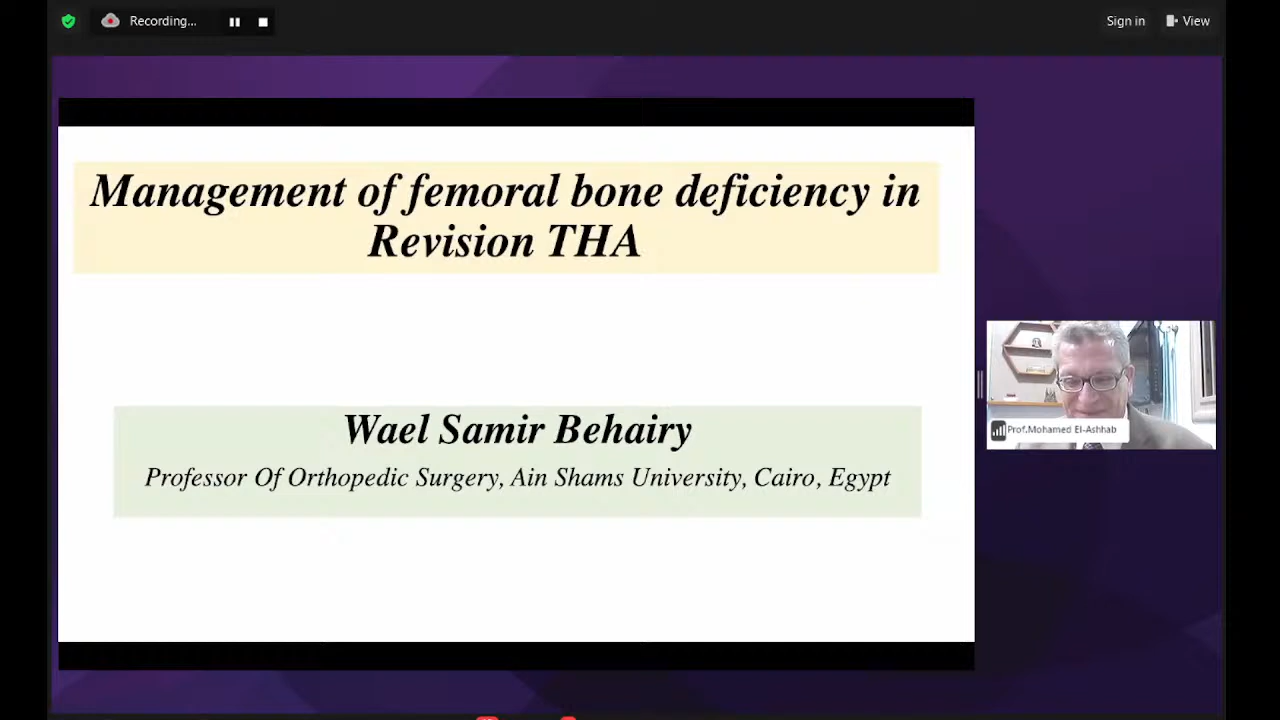 Recording...
Sign in
View
Management of femoral bone deficiency in
Revision THA
Wael Samir Behairy
Professor Of Orthopedic Surgery, Ain Shams University, Cairo, Egypt
Prof.Mohamed El-Ashhab